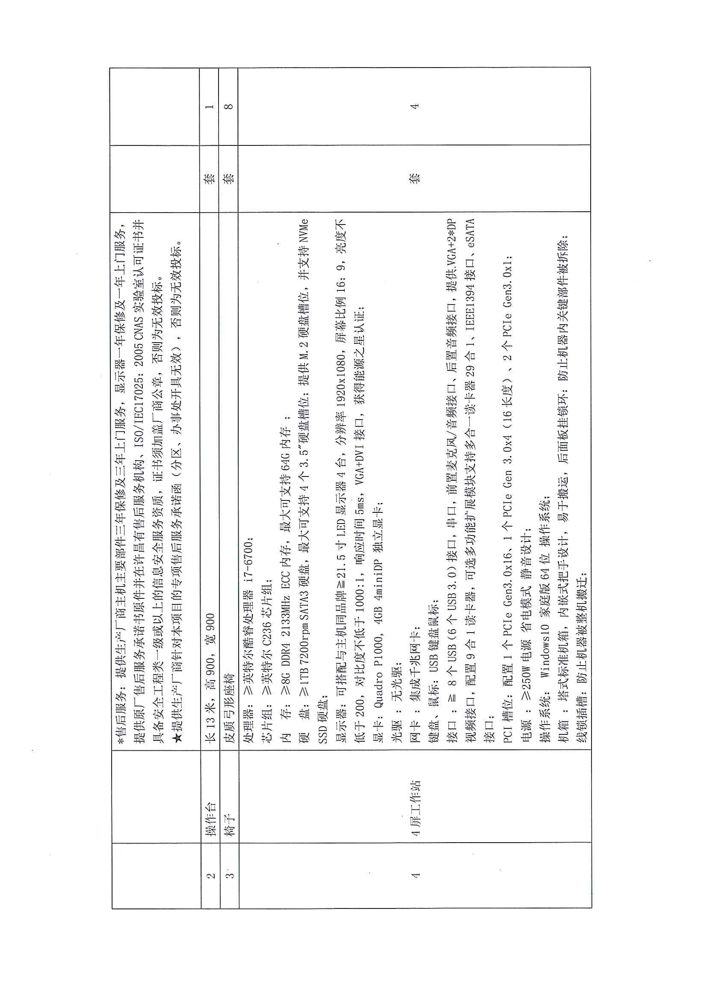 *售后服务：提供生产厂商主机主要部件三年保修及三年上门服务，显示器一年保修及一年上门服务，
提供原厂售后服务承诺书原件并在许昌有售后服务机构、ISO/IEC17025：2005 CNAS 实验室认可证书并
具备安全工程类一级或以上的信息安全服务资质，证书须加盖厂商公章，否则为无效投标。
★提供生产厂商针对本项目的专项售后服务承诺函（分区、办事处开具无效），否则为无效投标。
2 操作台 长 13 米，高 900，宽 900 套 1
3 椅子 皮质弓形座椅 套 8
4 4 屏工作站 套 4
处理器：≥英特尔酷睿处理器 i7-6700；
芯片组：≥英特尔 C236 芯片组；
内 存：≥8G DDR4 2133MHz ECC 内存，最大可支持 64G 内存 ；
硬 盘：≥1TB 7200rpm SATA3 硬盘，最大可支持 4 个 3.5″硬盘槽位；提供 M.2 硬盘槽位，并支持 NVMe
SSD 硬盘；
显示器：可搭配与主机同品牌≧21.5 寸 LED 显示器 4 台，分辨率 1920x1080，屏幕比例 16：9，亮度不
低于 200，对比度不低于 1000:1，响应时间 5ms，VGA+DVI 接口，获得能源之星认证；
显卡：Quadro P1000，4GB 4miniDP 独立显卡；
光驱 ：无光驱；
网卡 ：集成千兆网卡；
键盘、鼠标：USB 键盘鼠标；
接口 ：≧ 8 个 USB（6 个 USB 3.0）接口，串口，前置麦克风/音频接口、后置音频接口，提供 VGA+2*DP
视频接口，配置 9 合 1 读卡器，可选多功能扩展模块支持多合一读卡器 29 合 1、IEEE1394 接口、eSATA
接口；
PCI 槽位：配置 1 个 PCIe Gen3.0x16、1 个 PCIe Gen 3.0x4（16 长度）、2 个 PCIe Gen3.0x1；
电源 ：≥250W 电源 省电模式 静音设计；
操作系统： Windows10 家庭版 64 位 操作系统；
机箱 ：塔式标准机箱，内嵌式把手设计，易于搬运，后面板挂锁环：防止机器内关键部件被拆除；
线锁插槽：防止机器被整机搬迁；